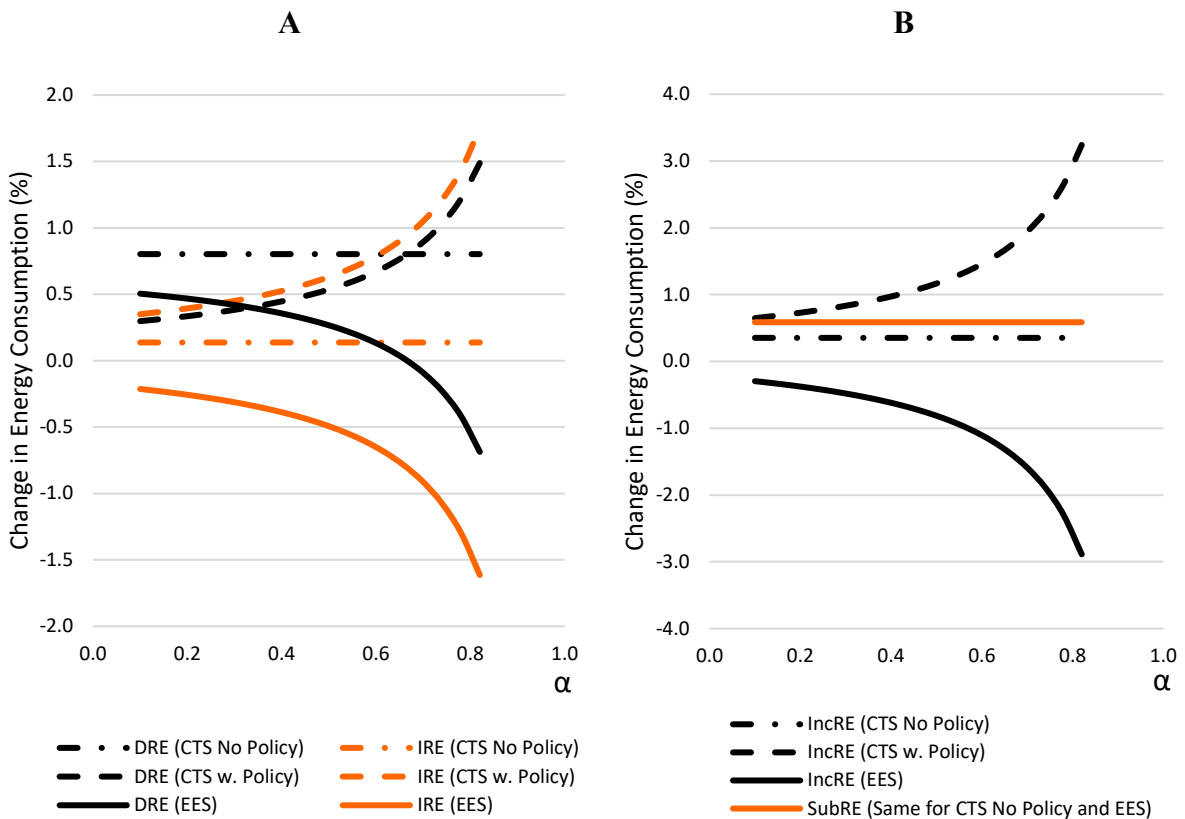 A
Change in Energy Consumption (%)
2.0
1.5
1.0
0.5
0.0
-0.5
-1.0
-1.5
-2.0
0.0 0.2 0.4 0.6 0.8 1.0
α
DRE (CTS No Policy) IRE (CTS No Policy)
DRE (CTS w. Policy) IRE (CTS w. Policy)
DRE (EES) IRE (EES)
B
Change in Energy Consumption (%)
4.0
3.0
2.0
1.0
0.0
-1.0
-2.0
-3.0
-4.0
0.0 0.2 0.4 0.6 0.8 1.0
α
IncRE (CTS No Policy)
IncRE (CTS w. Policy)
IncRE (EES)
SubRE (Same for CTS No Policy and EES)